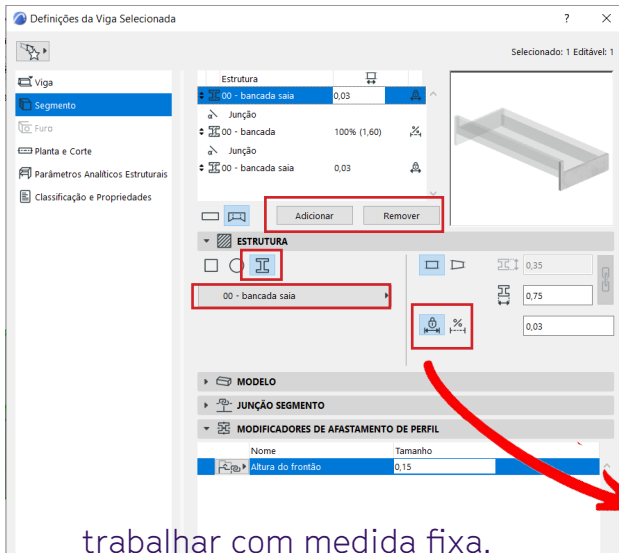 Definições da Viga Selecionada ? ×
Selecionado: 1 Editável: 1
Viga
Segmento
Furo
Planta e Corte
Parâmetros Analíticos Estruturais
Classificação e Propriedades
Estrutura
00 - bancada saia 0,03
Junção
00 - bancada 100% (1,60) %
Junção
00 - bancada saia 0,03
Adicionar Remover
ESTRUTURA
0,35
00 - bancada saia 0,75
% 0,03
MODELO
JUNÇÃO SEGMENTO
MODIFICADORES DE AFASTAMENTO DE PERFIL
Nome Tamanho
Altura do frontão 0,15
trabalhar com medida fixa.